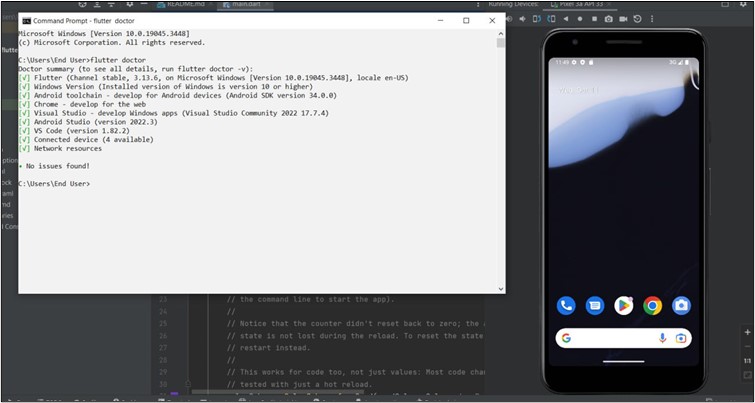 README.md
main.dart
Running Devices:
Pixel 3a API 33
Command Prompt - flutter doctor
Microsoft Windows [Version 10.0.19045.3448]
(c) Microsoft Corporation. All rights reserved.
C:\Users\End User>flutter doctor
Doctor summary (to see all details, run flutter doctor -v):
[√] Flutter (Channel stable, 3.13.6, on Microsoft Windows [Version 10.0.19045.3448], locale en-US)
[√] Windows Version (Installed version of Windows is version 10 or higher)
[√] Android toolchain - develop for Android devices (Android SDK version 34.0.0)
[√] Chrome - develop for the web
[√] Visual Studio - develop Windows apps (Visual Studio Community 2022 17.7.4)
[√] Android Studio (version 2022.3)
[√] VS Code (version 1.82.2)
[√] Connected device (4 available)
[√] Network resources
• No issues found!
C:\Users\End User>
11:49
3G
23 // the command line to start the app).
24 //
25 // Notice that the counter didn't reset back to zero; the
26 // state is not lost during the reload. To reset the state
27 // restart instead.
28 //
29 // This works for code too, not just values: Most code
30 // tested with just a hot reload.
1:1